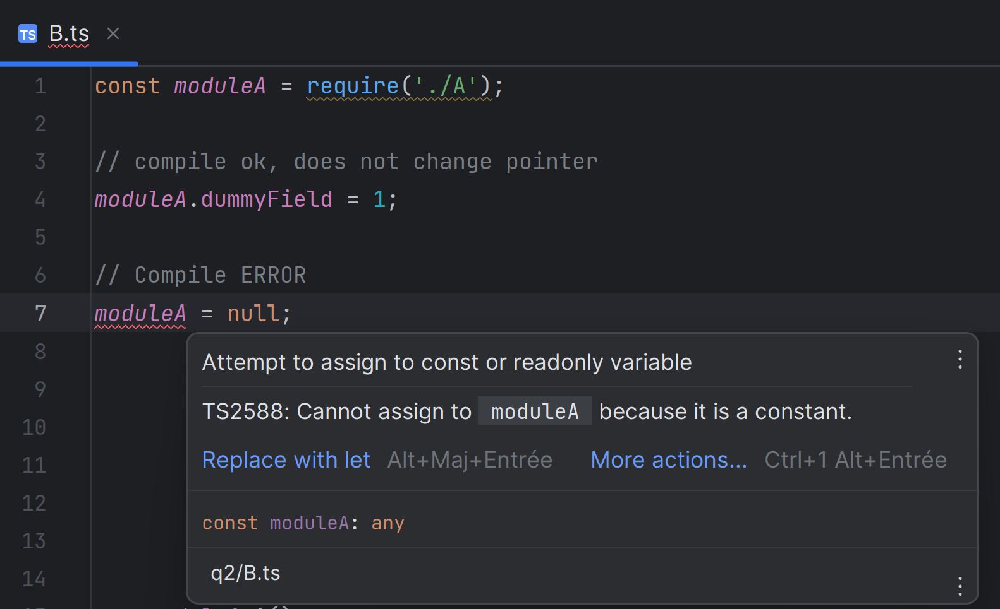 TS B.ts
1 const moduleA = require('./A');
2
3 // compile ok, does not change pointer
4 moduleA.dummyField = 1;
5
6 // Compile ERROR
7 moduleA = null;
8
Attempt to assign to const or readonly variable
9
TS2588: Cannot assign to moduleA because it is a constant.
10
11
Replace with let Alt+Maj+Entrée More actions... Ctrl+1 Alt+Entrée
12
const moduleA: any
13
14
q2/B.ts